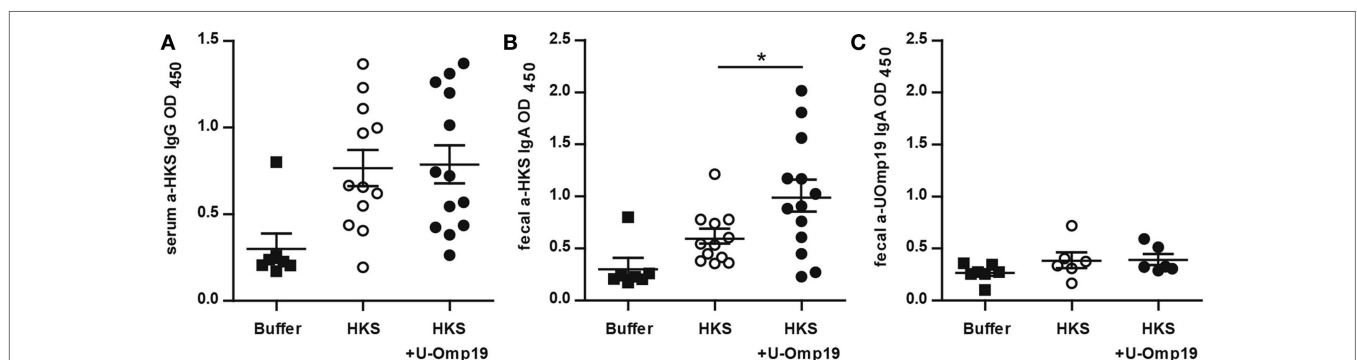 A
serum a-HKS IgG OD 450
1.5
1.0
0.5
0.0
Buffer
HKS
HKS
+U-Omp19
B
fecal a-HKS IgA OD 450
2.5
2.0
1.5
1.0
0.5
0.0
*
Buffer
HKS
HKS
+U-Omp19
C
fecal a-UOmp19 IgA OD 450
2.5
2.0
1.5
1.0
0.5
0.0
Buffer
HKS
HKS
+U-Omp19